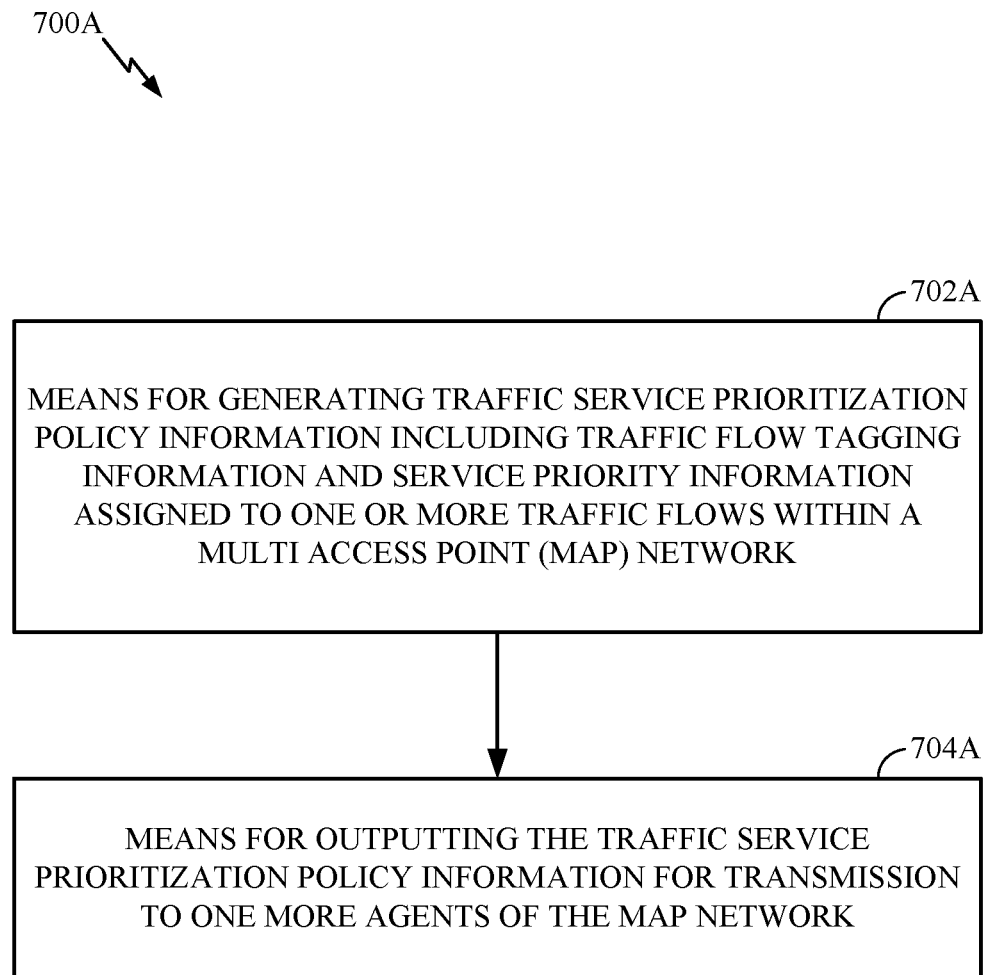 700A
702A
MEANS FOR GENERATING TRAFFIC SERVICE PRIORITIZATION
POLICY INFORMATION INCLUDING TRAFFIC FLOW TAGGING
INFORMATION AND SERVICE PRIORITY INFORMATION
ASSIGNED TO ONE OR MORE TRAFFIC FLOWS WITHIN A
MULTI ACCESS POINT (MAP) NETWORK
704A
MEANS FOR OUTPUTTING THE TRAFFIC SERVICE
PRIORITIZATION POLICY INFORMATION FOR TRANSMISSION
TO ONE MORE AGENTS OF THE MAP NETWORK